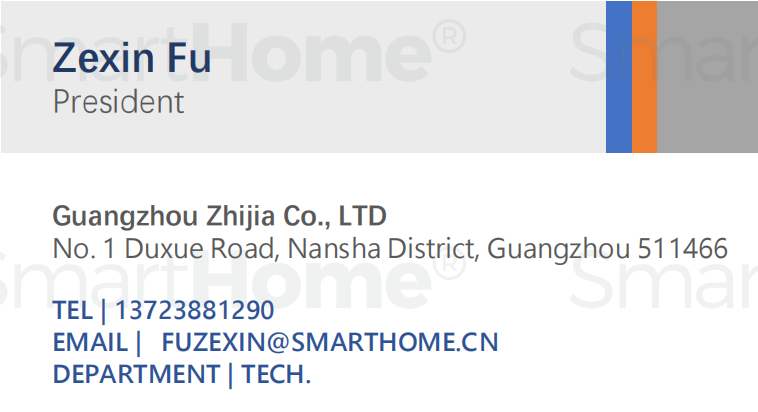 SmartHome®
Smar
Zexin Fu
President
Guangzhou Zhijia Co., LTD
No. 1 Duxue Road, Nansha District, Guangzhou 511466
SmartHome®
Smar
TEL | 13723881290
EMAIL | FUZEXIN@SMARTHOME.CN
DEPARTMENT | TECH.